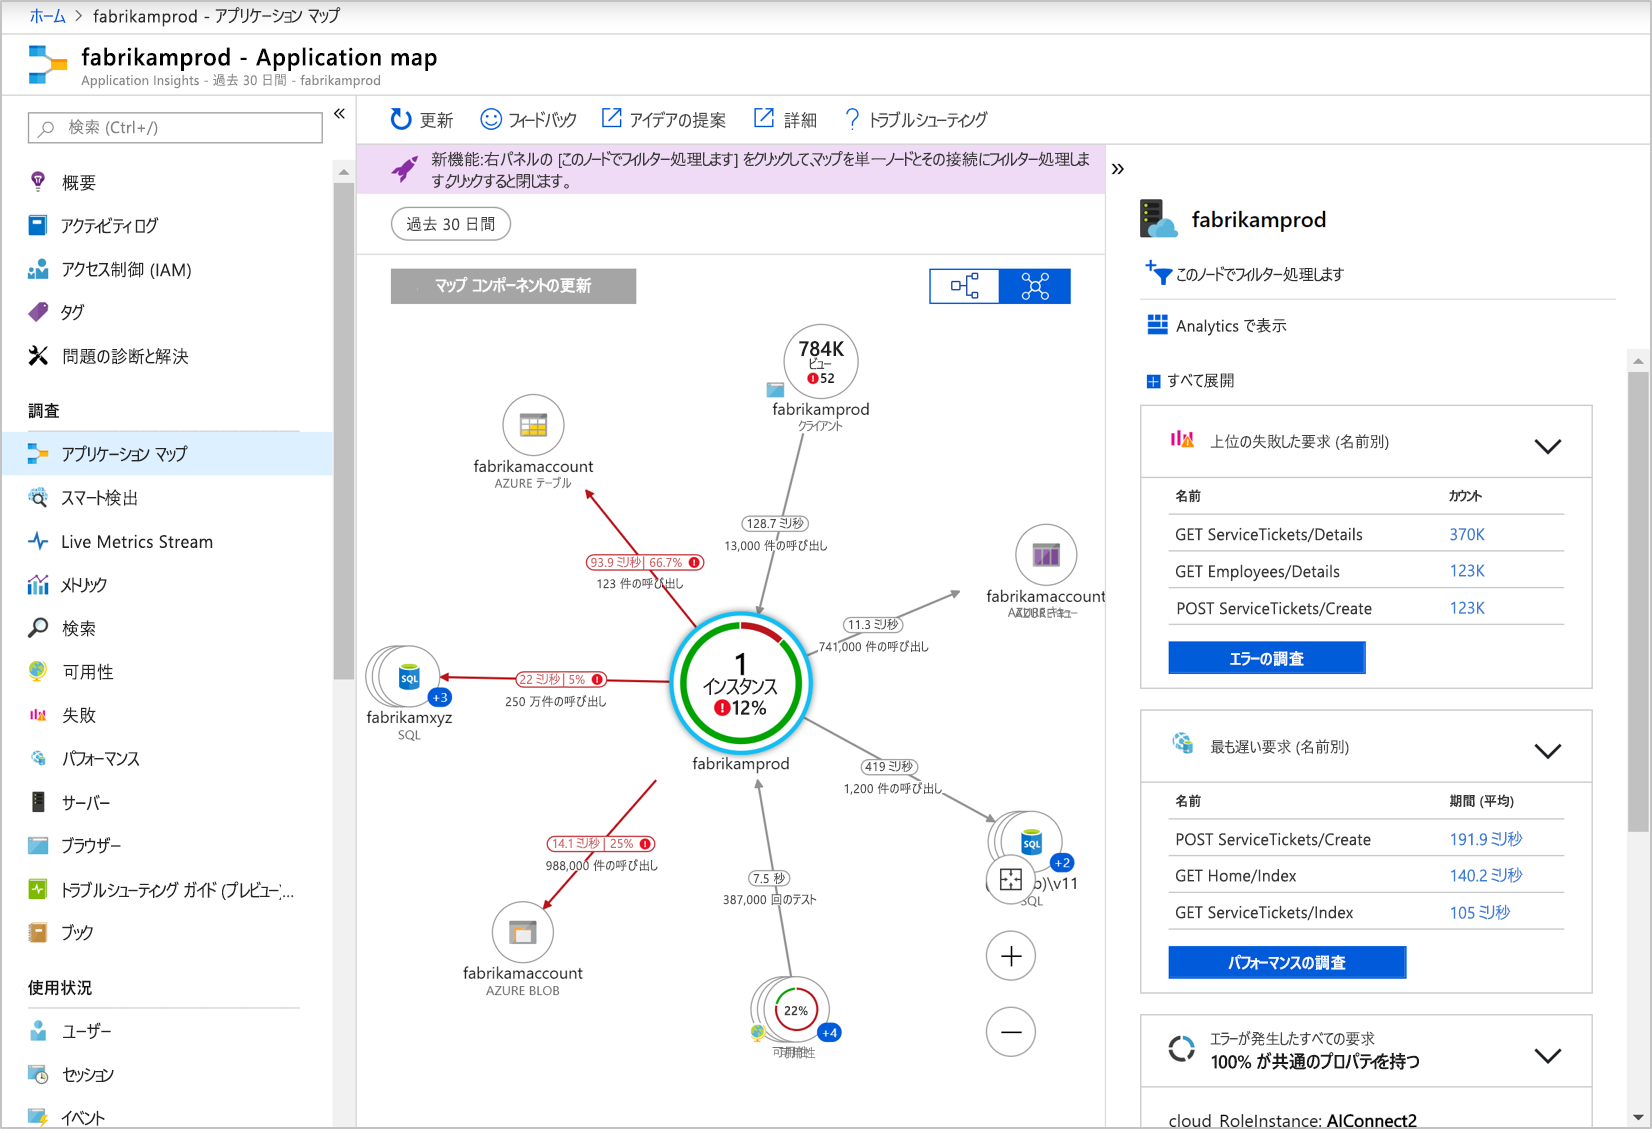 ホーム > fabrikamprod - アプリケーション マップ
fabrikamprod - Application map
Application Insights - 過去 30 日間 - fabrikamprod
検索 (Ctrl+/)
«
概要
アクティビティ ログ
アクセス制御 (IAM)
タグ
問題の診断と解決
調査
アプリケーション マップ
スマート検出
Live Metrics Stream
メトリック
検索
可用性
失敗
パフォーマンス
サーバー
ブラウザー
トラブルシューティング ガイド (プレビュー)...
ブック
使用状況
ユーザー
セッション
イベント
更新
フィードバック
アイデアの提案
詳細
? トラブルシューティング
新機能:右パネルの [このノードでフィルター処理します] をクリックして、マップを単一ノードとその接続にフィルター処理しま
す。クリックすると閉じます。
過去 30 日間
マップ コンポーネントの更新
784K
ビュー
52
fabrikamprod
クライアント
fabrikamaccount
AZURE テーブル
128.7 ミリ秒
13,000 件の呼び出し
93.9 ミリ秒 | 66.7%
123 件の呼び出し
fabrikamaccount
11.3 ミリ秒
741,000 件の呼び出し
SQL
+3
fabrikamxyz
SQL
22 ミリ秒 | 5%
250 万件の呼び出し
1
インスタンス
12%
fabrikamprod
419 ミリ秒
1,200 件の呼び出し
SQL
+2
b)\v11
SQL
14.1 ミリ秒 | 25%
988,000 件の呼び出し
fabrikamaccount
AZURE BLOB
7.5 秒
387,000 回のテスト
22%
+4
»
fabrikamprod
このノードでフィルター処理します
Analytics で表示
すべて展開
上位の失敗した要求 (名前別)
名前 カウント
GET ServiceTickets/Details 370K
GET Employees/Details 123K
POST ServiceTickets/Create 123K
エラーの調査
最も遅い要求 (名前別)
名前 期間 (平均)
POST ServiceTickets/Create 191.9 ミリ秒
GET Home/Index 140.2 ミリ秒
GET ServiceTickets/Index 105 ミリ秒
パフォーマンスの調査
エラーが発生したすべての要求
100% が共通のプロパティを持つ
cloud_RoleInstance: AIConnect2